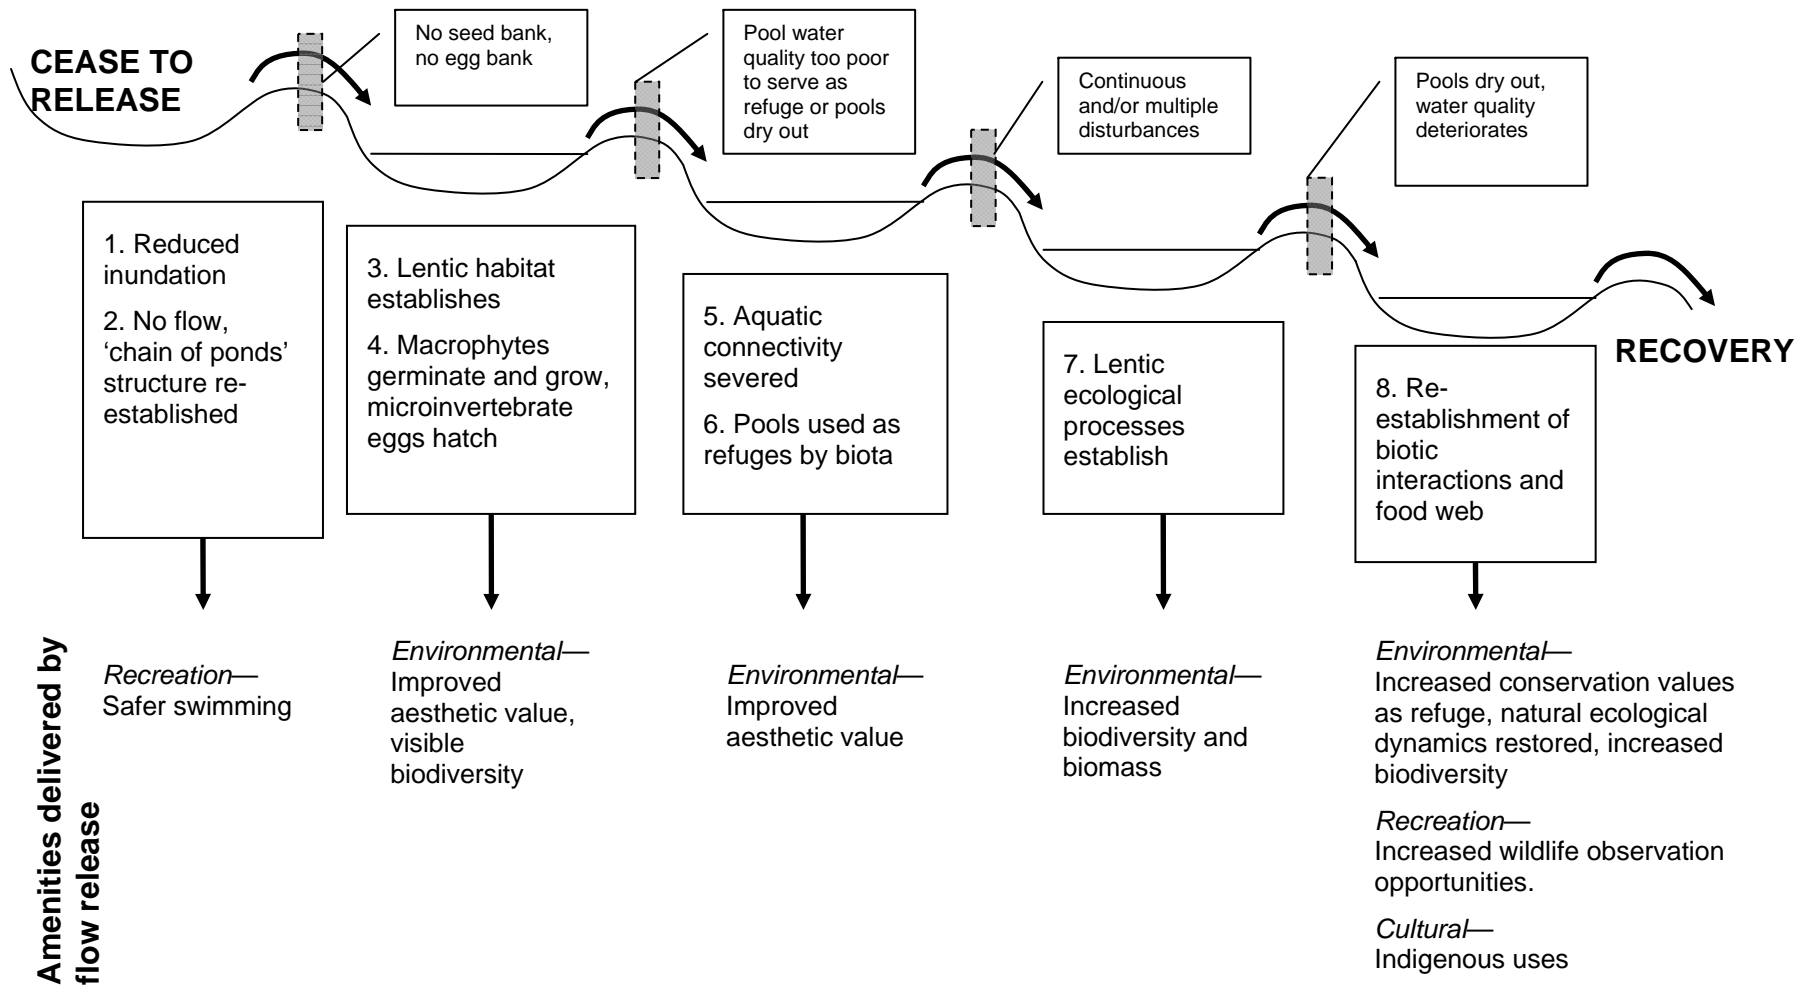 CEASE TO
RELEASE
No seed bank,
no egg bank
Pool water
quality too poor
to serve as
refuge or pools
dry out
Continuous
and/or multiple
disturbances
Pools dry out,
water quality
deteriorates
1. Reduced
inundation
2. No flow,
‘chain of ponds’
structure re-
established
3. Lentic habitat
establishes
4. Macrophytes
germinate and grow,
microinvertebrate
eggs hatch
5. Aquatic
connectivity
severed
6. Pools used as
refuges by biota
7. Lentic
ecological
processes
establish
8. Re-
establishment of
biotic
interactions and
food web
RECOVERY
Amenities delivered by
flow release
Recreation—
Safer swimming
Environmental—
Improved
aesthetic value,
visible
biodiversity
Environmental—
Improved
aesthetic value
Environmental—
Increased
biodiversity and
biomass
Environmental—
Increased conservation values
as refuge, natural ecological
dynamics restored, increased
biodiversity
Recreation—
Increased wildlife observation
opportunities.
Cultural—
Indigenous uses